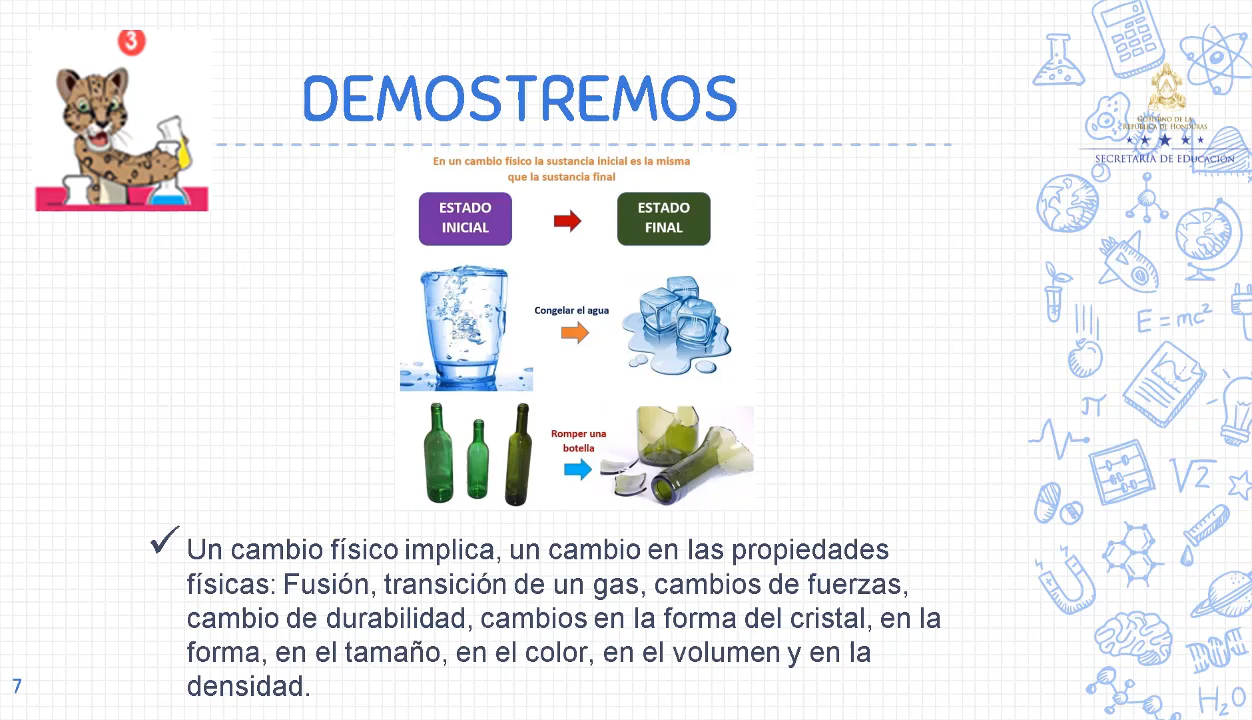 3
DEMOSTREMOS
GOBIERNO DE LA
REPÚBLICA DE HONDURAS
SECRETARÍA DE EDUCACIÓN
En un cambio físico la sustancia inicial es la misma
que la sustancia final
ESTADO
INICIAL
ESTADO
FINAL
Congelar el agua
Romper una
botella
E=mc²
π
√2
H₂O
Un cambio físico implica, un cambio en las propiedades
físicas: Fusión, transición de un gas, cambios de fuerzas,
cambio de durabilidad, cambios en la forma del cristal, en la
forma, en el tamaño, en el color, en el volumen y en la
densidad.
7